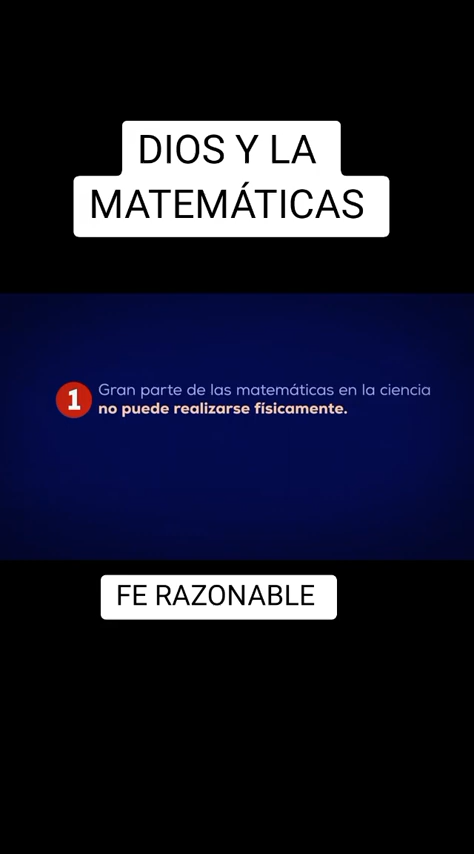 DIOS Y LA
MATEMÁTICAS
1 Gran parte de las matemáticas en la ciencia
no puede realizarse físicamente.
FE RAZONABLE